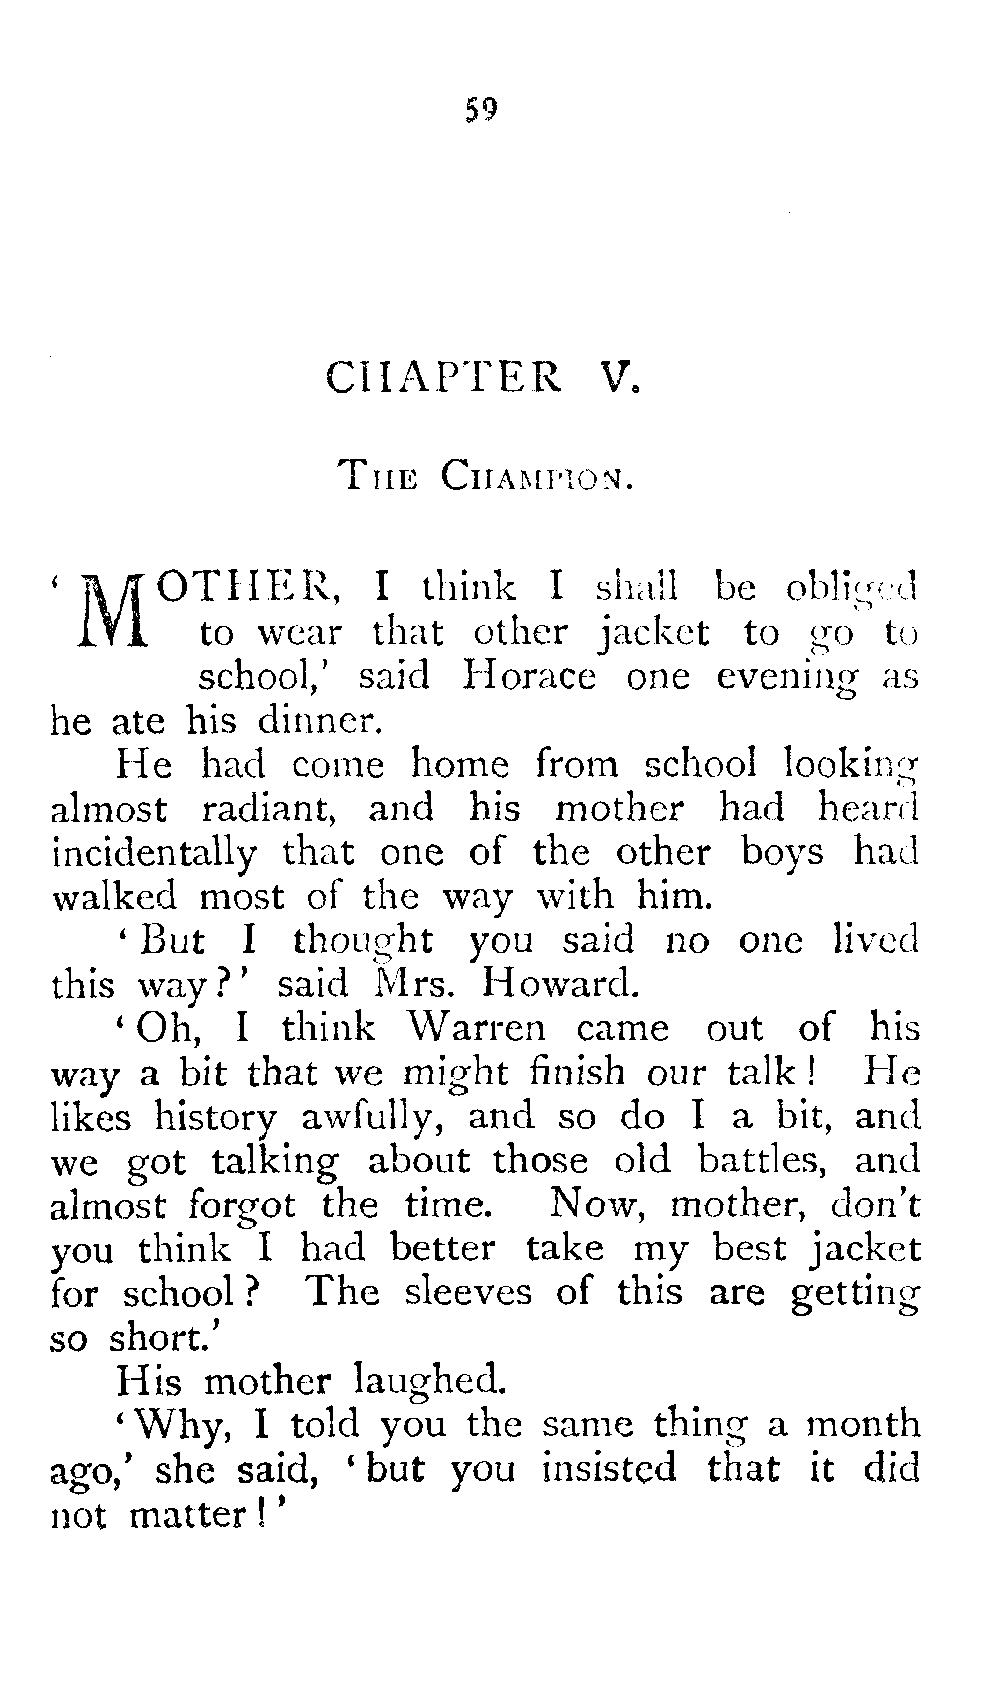 59
CHAPTER V.
THE CHAMPION.
‘MOTHER, I think I shall be obliged
to wear that other jacket to go to
school,’ said Horace one evening as
he ate his dinner.
He had come home from school looking
almost radiant, and his mother had heard
incidentally that one of the other boys had
walked most of the way with him.
‘But I thought you said no one lived
this way?’ said Mrs. Howard.
‘Oh, I think Warren came out of his
way a bit that we might finish our talk! He
likes history awfully, and so do I a bit, and
we got talking about those old battles, and
almost forgot the time. Now, mother, don’t
you think I had better take my best jacket
for school? The sleeves of this are getting
so short.’
His mother laughed.
‘Why, I told you the same thing a month
ago,’ she said, ‘but you insisted that it did
not matter!’